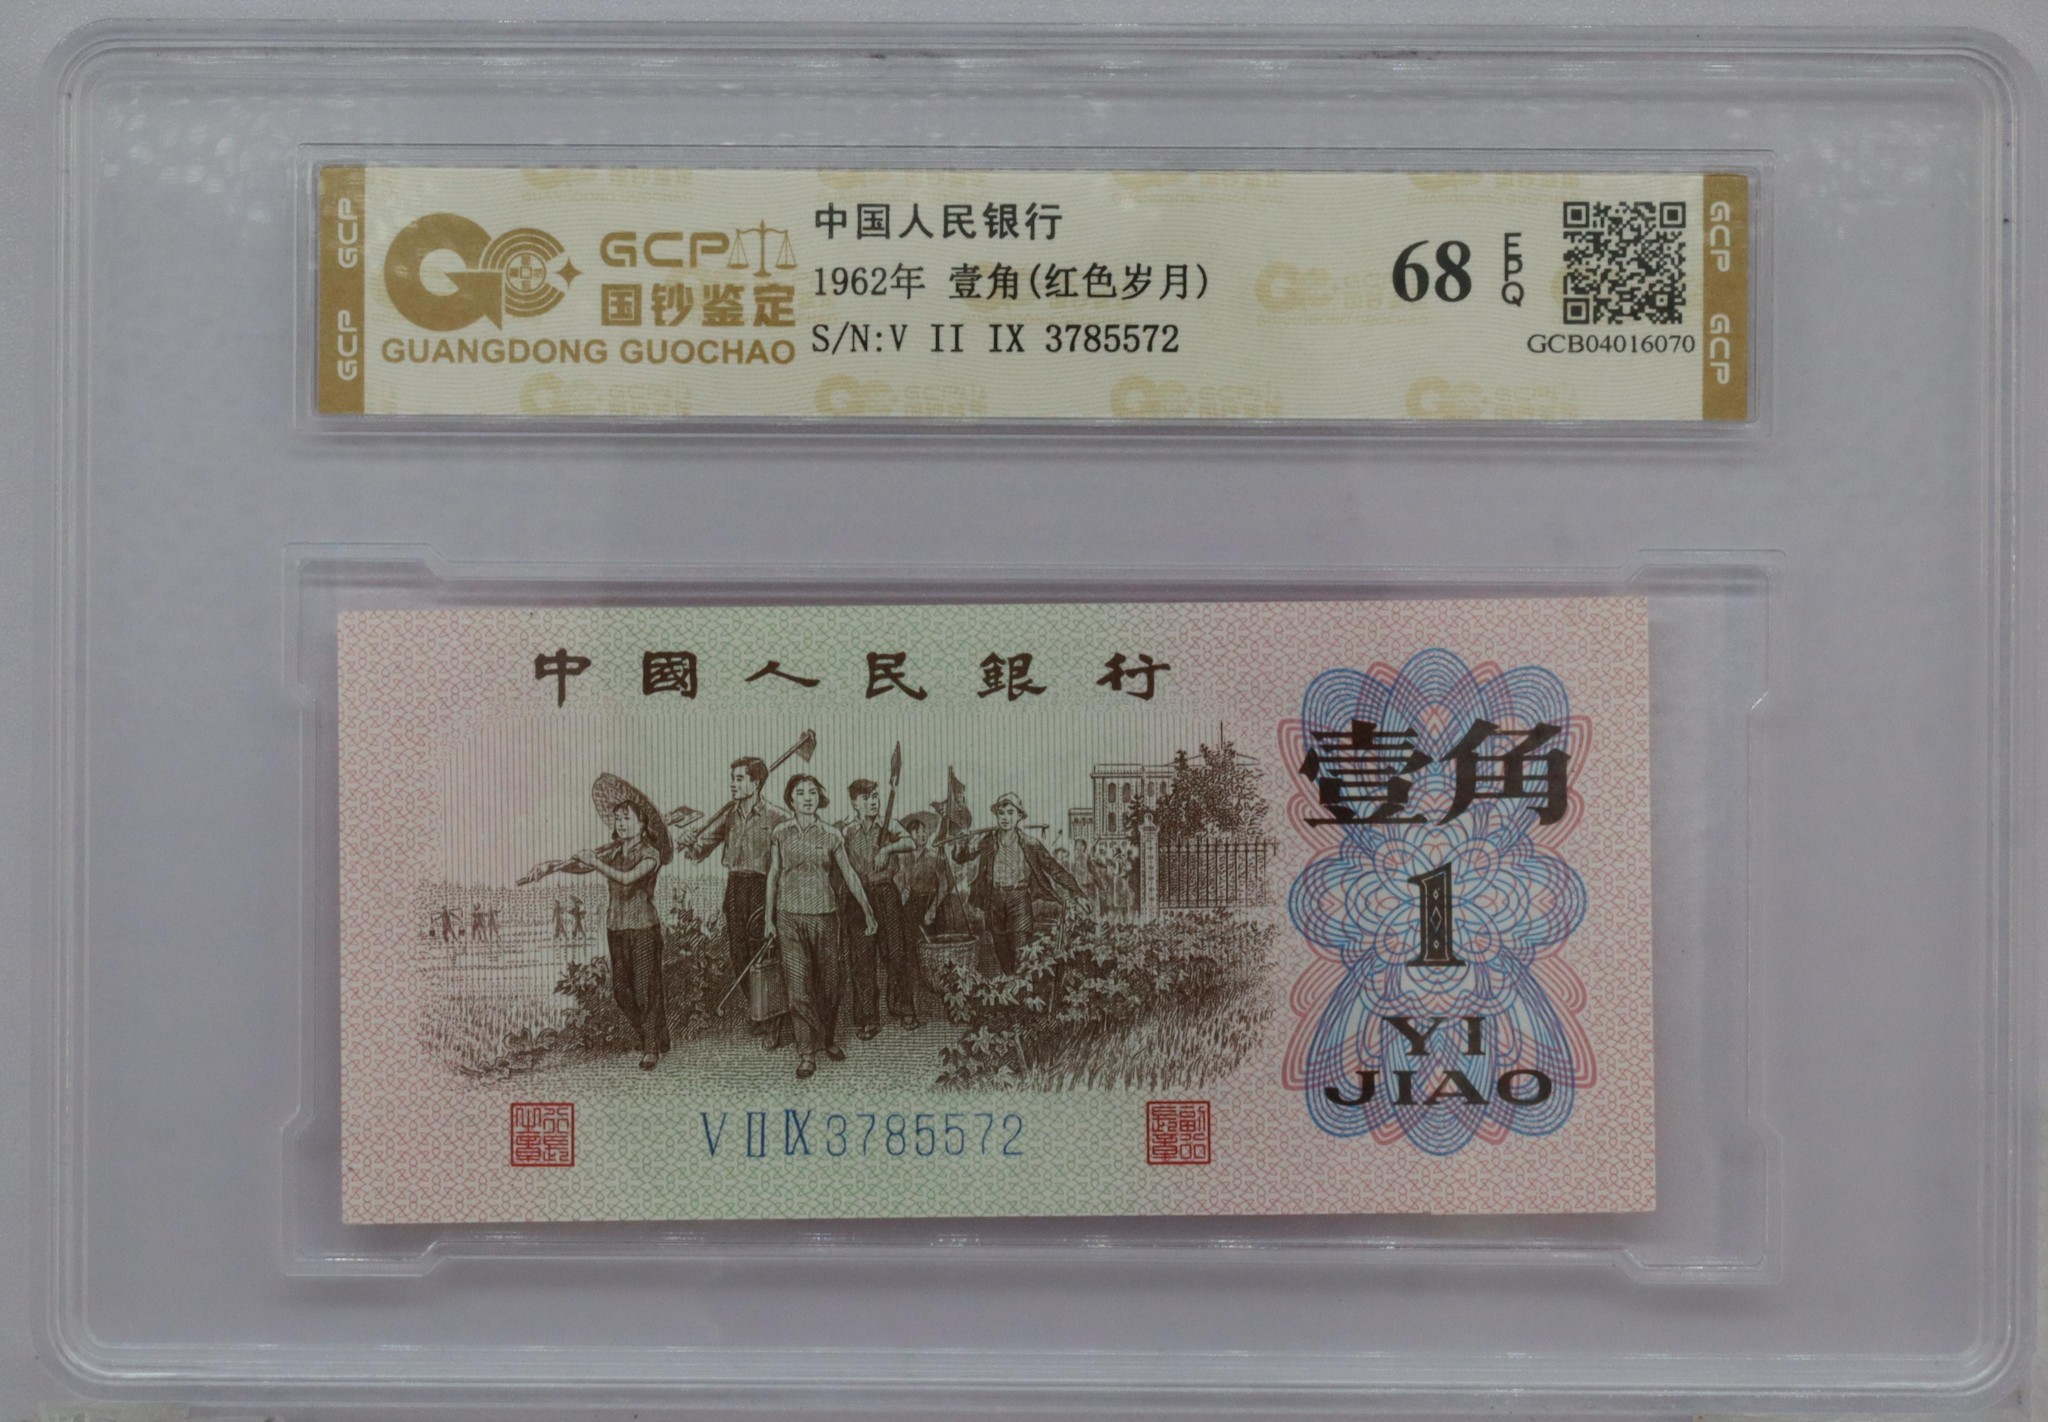 GCP GCP
GCP
国钞鉴定
GUANGDONG GUOCHAO
中国人民银行
1962年 壹角(红色岁月)
S/N:V II IX 3785572
68 EPQ
GCB04016070
GCP GCP
中國人民銀行
壹角
1
YI
JIAO
V II IX 3785572